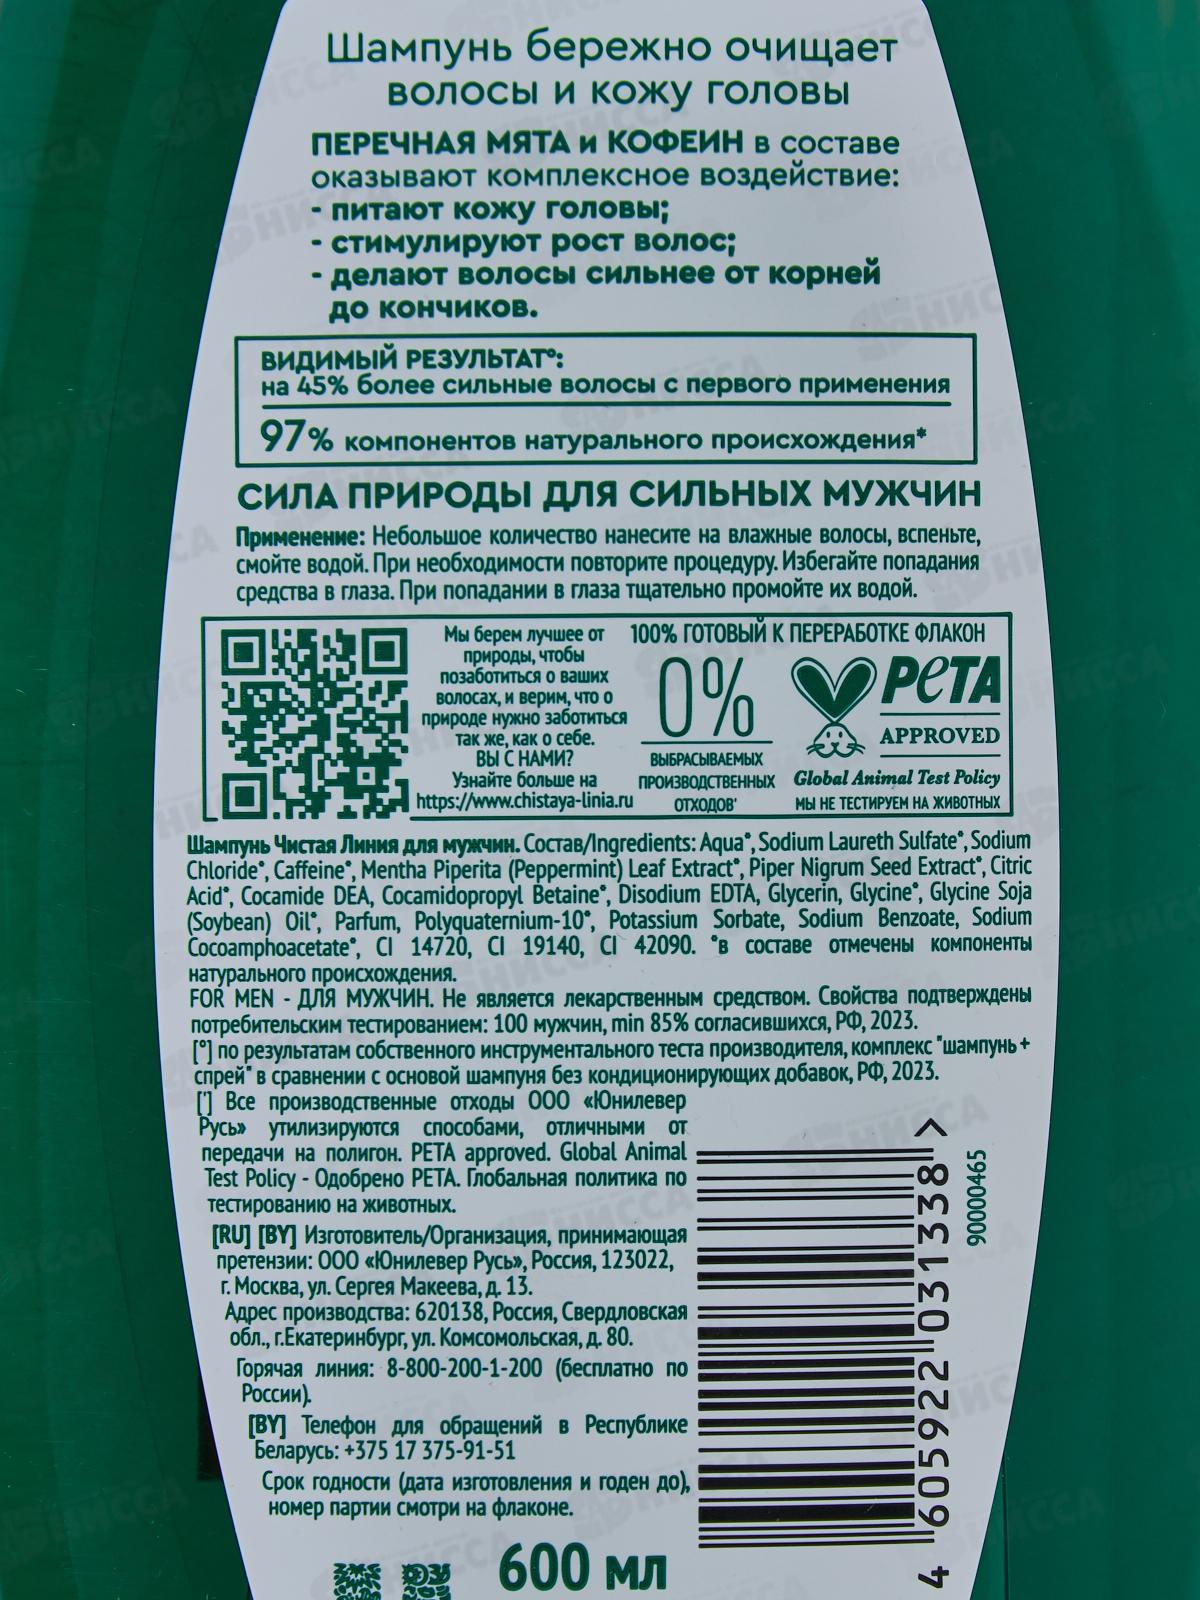 Шампунь бережно очищает
волосы и кожу головы
ПЕРЕЧНАЯ МЯТА и КОФЕИН в составе
оказывают комплексное воздействие:
- питают кожу головы;
- стимулируют рост волос;
- делают волосы сильнее от корней
до кончиков.
ВИДИМЫЙ РЕЗУЛЬТАТ°:
на 45% более сильные волосы с первого применения
97% компонентов натурального происхождения*
СИЛА ПРИРОДЫ ДЛЯ СИЛЬНЫХ МУЖЧИН
Применение: Небольшое количество нанесите на влажные волосы, вспеньте,
смойте водой. При необходимости повторите процедуру. Избегайте попадания
средства в глаза. При попадании в глаза тщательно промойте их водой.
Мы берем лучшее от
природы, чтобы
позаботиться о ваших
волосах, и верим, что о
природе нужно заботиться
так же, как о себе.
ВЫ С НАМИ?
Узнайте больше на
https://www.chistaya-linia.ru
100% ГОТОВЫЙ К ПЕРЕРАБОТКЕ ФЛАКОН
0%
ВЫБРАСЫВАЕМЫХ
ПРОИЗВОДСТВЕННЫХ
ОТХОДОВ'
PETA
APPROVED
Global Animal Test Policy
МЫ НЕ ТЕСТИРУЕМ НА ЖИВОТНЫХ
Шампунь Чистая Линия для мужчин. Состав/Ingredients: Aqua*, Sodium Laureth Sulfate*, Sodium
Chloride*, Caffeine*, Mentha Piperita (Peppermint) Leaf Extract*, Piper Nigrum Seed Extract*, Citric
Acid*, Cocamide DEA, Cocamidopropyl Betaine*, Disodium EDTA, Glycerin, Glycine*, Glycine Soja
(Soybean) Oil*, Parfum, Polyquaternium-10*, Potassium Sorbate, Sodium Benzoate, Sodium
Cocoamphoacetate*, CI 14720, CI 19140, CI 42090. *в составе отмечены компоненты
натурального происхождения.
FOR MEN - ДЛЯ МУЖЧИН. Не является лекарственным средством. Свойства подтверждены
потребительским тестированием: 100 мужчин, min 85% согласившихся, РФ, 2023.
[°] по результатам собственного инструментального теста производителя, комплекс "шампунь +
спрей" в сравнении с основой шампуня без кондиционирующих добавок, РФ, 2023.
['] Все производственные отходы ООО «Юнилевер
Русь» утилизируются способами, отличными от
передачи на полигон. PETA approved. Global Animal
Test Policy - Одобрено PETA. Глобальная политика по
тестированию на животных.
[RU] [BY] Изготовитель/Организация, принимающая
претензии: ООО «Юнилевер Русь», Россия, 123022,
г. Москва, ул. Сергея Макеева, д. 13.
Адрес производства: 620138, Россия, Свердловская
обл., г.Екатеринбург, ул. Комсомольская, д. 80.
Горячая линия: 8-800-200-1-200 (бесплатно по
России).
[BY] Телефон для обращений в Республике
Беларусь: +375 17 375-91-51
Срок годности (дата изготовления и годен до),
номер партии смотри на флаконе.
600 мл
4 605922 031338 >
90000465